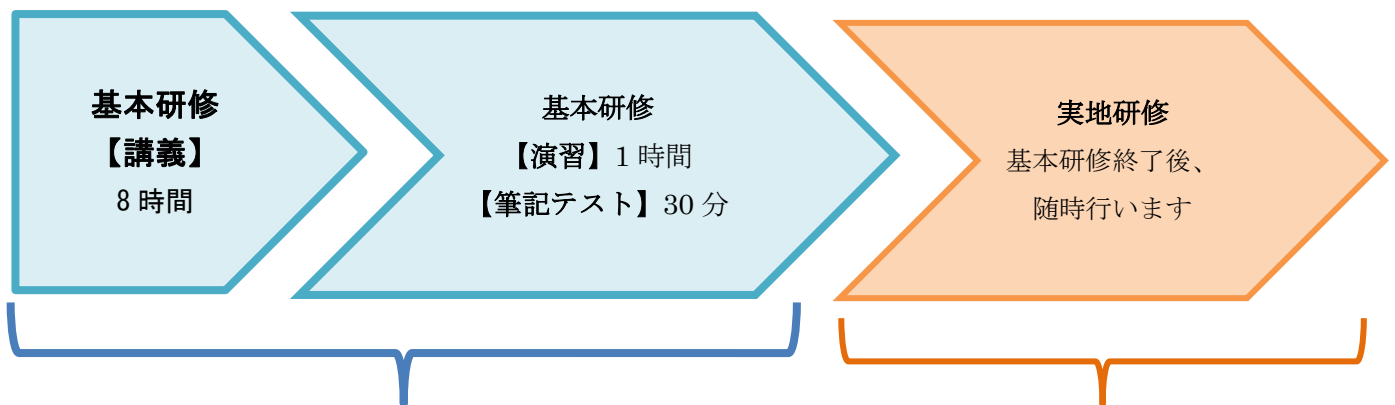 基本研修
【講義】
8時間
基本研修
【演習】1時間
【筆記テスト】30分
実地研修
基本研修終了後、
随時行います